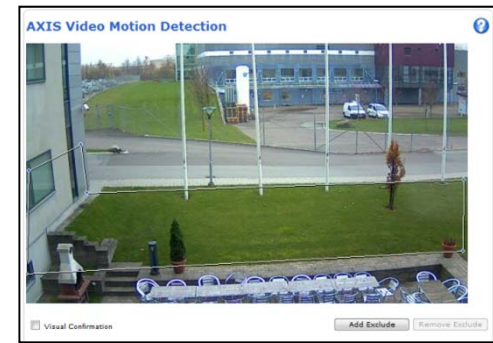 AXIS Video Motion Detection
?
Visual Confirmation
Add Exclude Remove Exclude